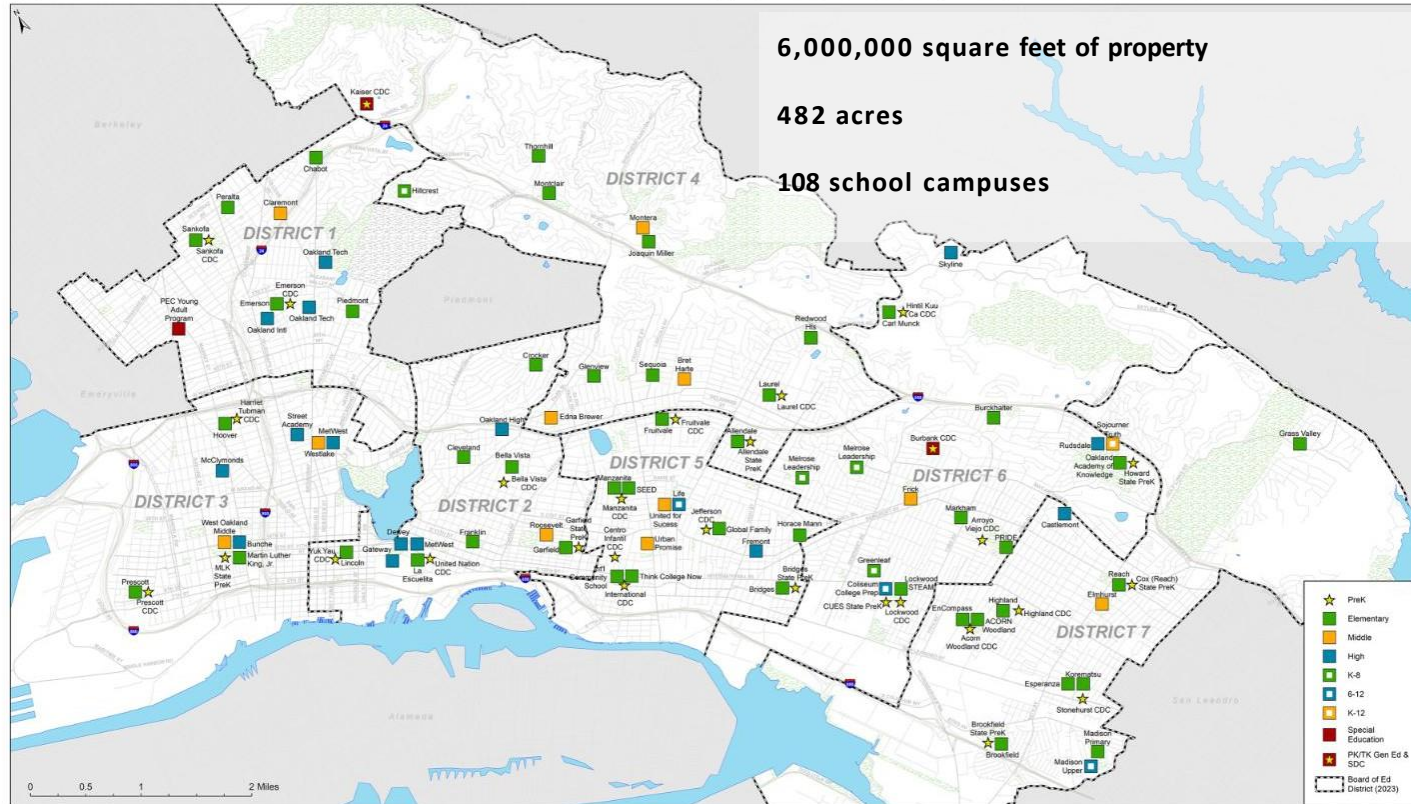 6,000,000 square feet of property
482 acres
108 school campuses
N
Kaiser CDC
Berkeley
Chabot
Thornhill
Montclair
DISTRICT 4
Hillcrest
Peralta
Claremont
Montera
Joaquin Miller
Sankofa
Sankofa
CDC
DISTRICT 1
Oakland Tech
Skyline
Emerson
CDC
Emerson
Oakland Tech
Oakland Intl
Piedmont
PEC Young
Adult
Program
Piedmont
Hintil Kuu
Ca CDC
Carl Munck
Redwood
Hts
Emeryville
Crocker
Glenview
Sequoia
Bret
Harte
Laurel
Laurel CDC
Harriet
Tubman
CDC
Hoover
Street
Academy
MetWest
Westlake
Oakland High
Edna Brewer
Fruitvale
Fruitvale
CDC
Allendale
Allendale
State
PreK
Burckhalter
Burbank CDC
Sojourner
Truth
Rudsdale
Oakland
Academy of
Knowledge
Howard
State PreK
Grass Valley
McClymonds
Cleveland
Bella Vista
Bella Vista
CDC
DISTRICT 5
Melrose
Leadership
Melrose
Leadership
DISTRICT 6
DISTRICT 3
DISTRICT 2
Manzanita
SEED
Manzanita
CDC
Life
United for
Sucess
Jefferson
CDC
Global Family
Frick
Markham
Arroyo
Viejo CDC
PRIDE
Castlemont
West Oakland
Middle
Bunche
MLK
State
PreK
Martin Luther
King, Jr.
Yuk Yau
CDC
Lincoln
Dewey
Gateway
MetWest
La
Escuelita
United Nation
CDC
Franklin
Roosevelt
Garfield
State
PreK
Garfield
Centro
Infantil
CDC
Urban
Promise
Fremont
Horace Mann
Int'l
Community
School
Think College Now
International CDC
Bridges
State PreK
Bridges
Greenleaf
Coliseum
College Prep
Lockwood
STEAM
CUES State PreK
Lockwood
CDC
Prescott
Prescott
CDC
Reach
Cox (Reach)
State PreK
Elmhurst
Highland
Highland CDC
EnCompass
ACORN
Woodland
Acorn
Woodland CDC
DISTRICT 7
Korematsu
Esperanza
Stonehurst CDC
San Leandro
Alameda
Brookfield
State PreK
Brookfield
Madison
Primary
Madison
Upper
PreK
Elementary
Middle
High
K-8
6-12
K-12
Special
Education
PK/TK Gen Ed &
SDC
Board of Ed
District (2023)
0 0.5 1 2 Miles